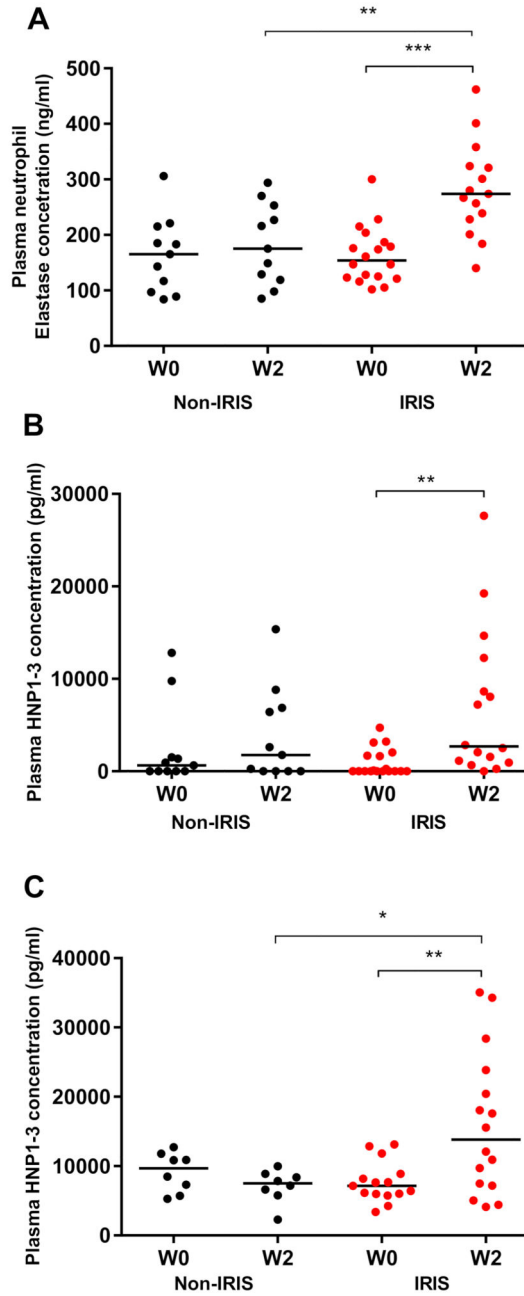 A
**
***
Plasma neutrophil
Elastase concetration (ng/ml)
500
400
300
200
100
0
W0 W2 W0 W2
Non-IRIS IRIS
B
**
Plasma HNP1-3 concentration (pg/ml)
30000
20000
10000
0
W0 W2 W0 W2
Non-IRIS IRIS
C
*
**
Plasma HNP1-3 concentration (pg/ml)
40000
30000
20000
10000
0
W0 W2 W0 W2
Non-IRIS IRIS